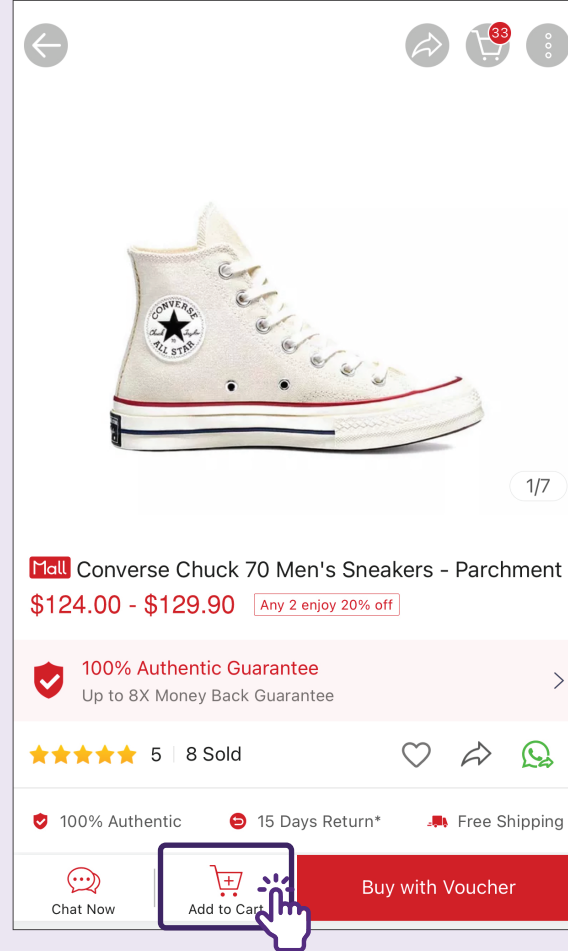 33
CONVERSE
Chuck Taylor
ALL STAR
1/7
Mall Converse Chuck 70 Men's Sneakers - Parchment
$124.00 - $129.90 Any 2 enjoy 20% off
100% Authentic Guarantee
Up to 8X Money Back Guarantee
5 8 Sold
100% Authentic 15 Days Return* Free Shipping
Chat Now Add to Cart Buy with Voucher